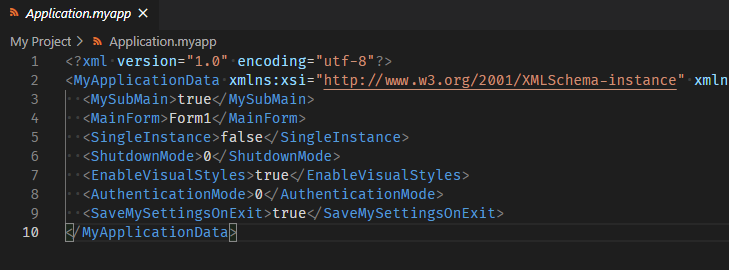 Application.myapp ×
My Project > Application.myapp
1 <?xml version="1.0" encoding="utf-8"?>
2 <MyApplicationData xmlns:xsi="http://www.w3.org/2001/XMLSchema-instance" xmln
3 <MySubMain>true</MySubMain>
4 <MainForm>Form1</MainForm>
5 <SingleInstance>false</SingleInstance>
6 <ShutdownMode>0</ShutdownMode>
7 <EnableVisualStyles>true</EnableVisualStyles>
8 <AuthenticationMode>0</AuthenticationMode>
9 <SaveMySettingsOnExit>true</SaveMySettingsOnExit>
10 </MyApplicationData>